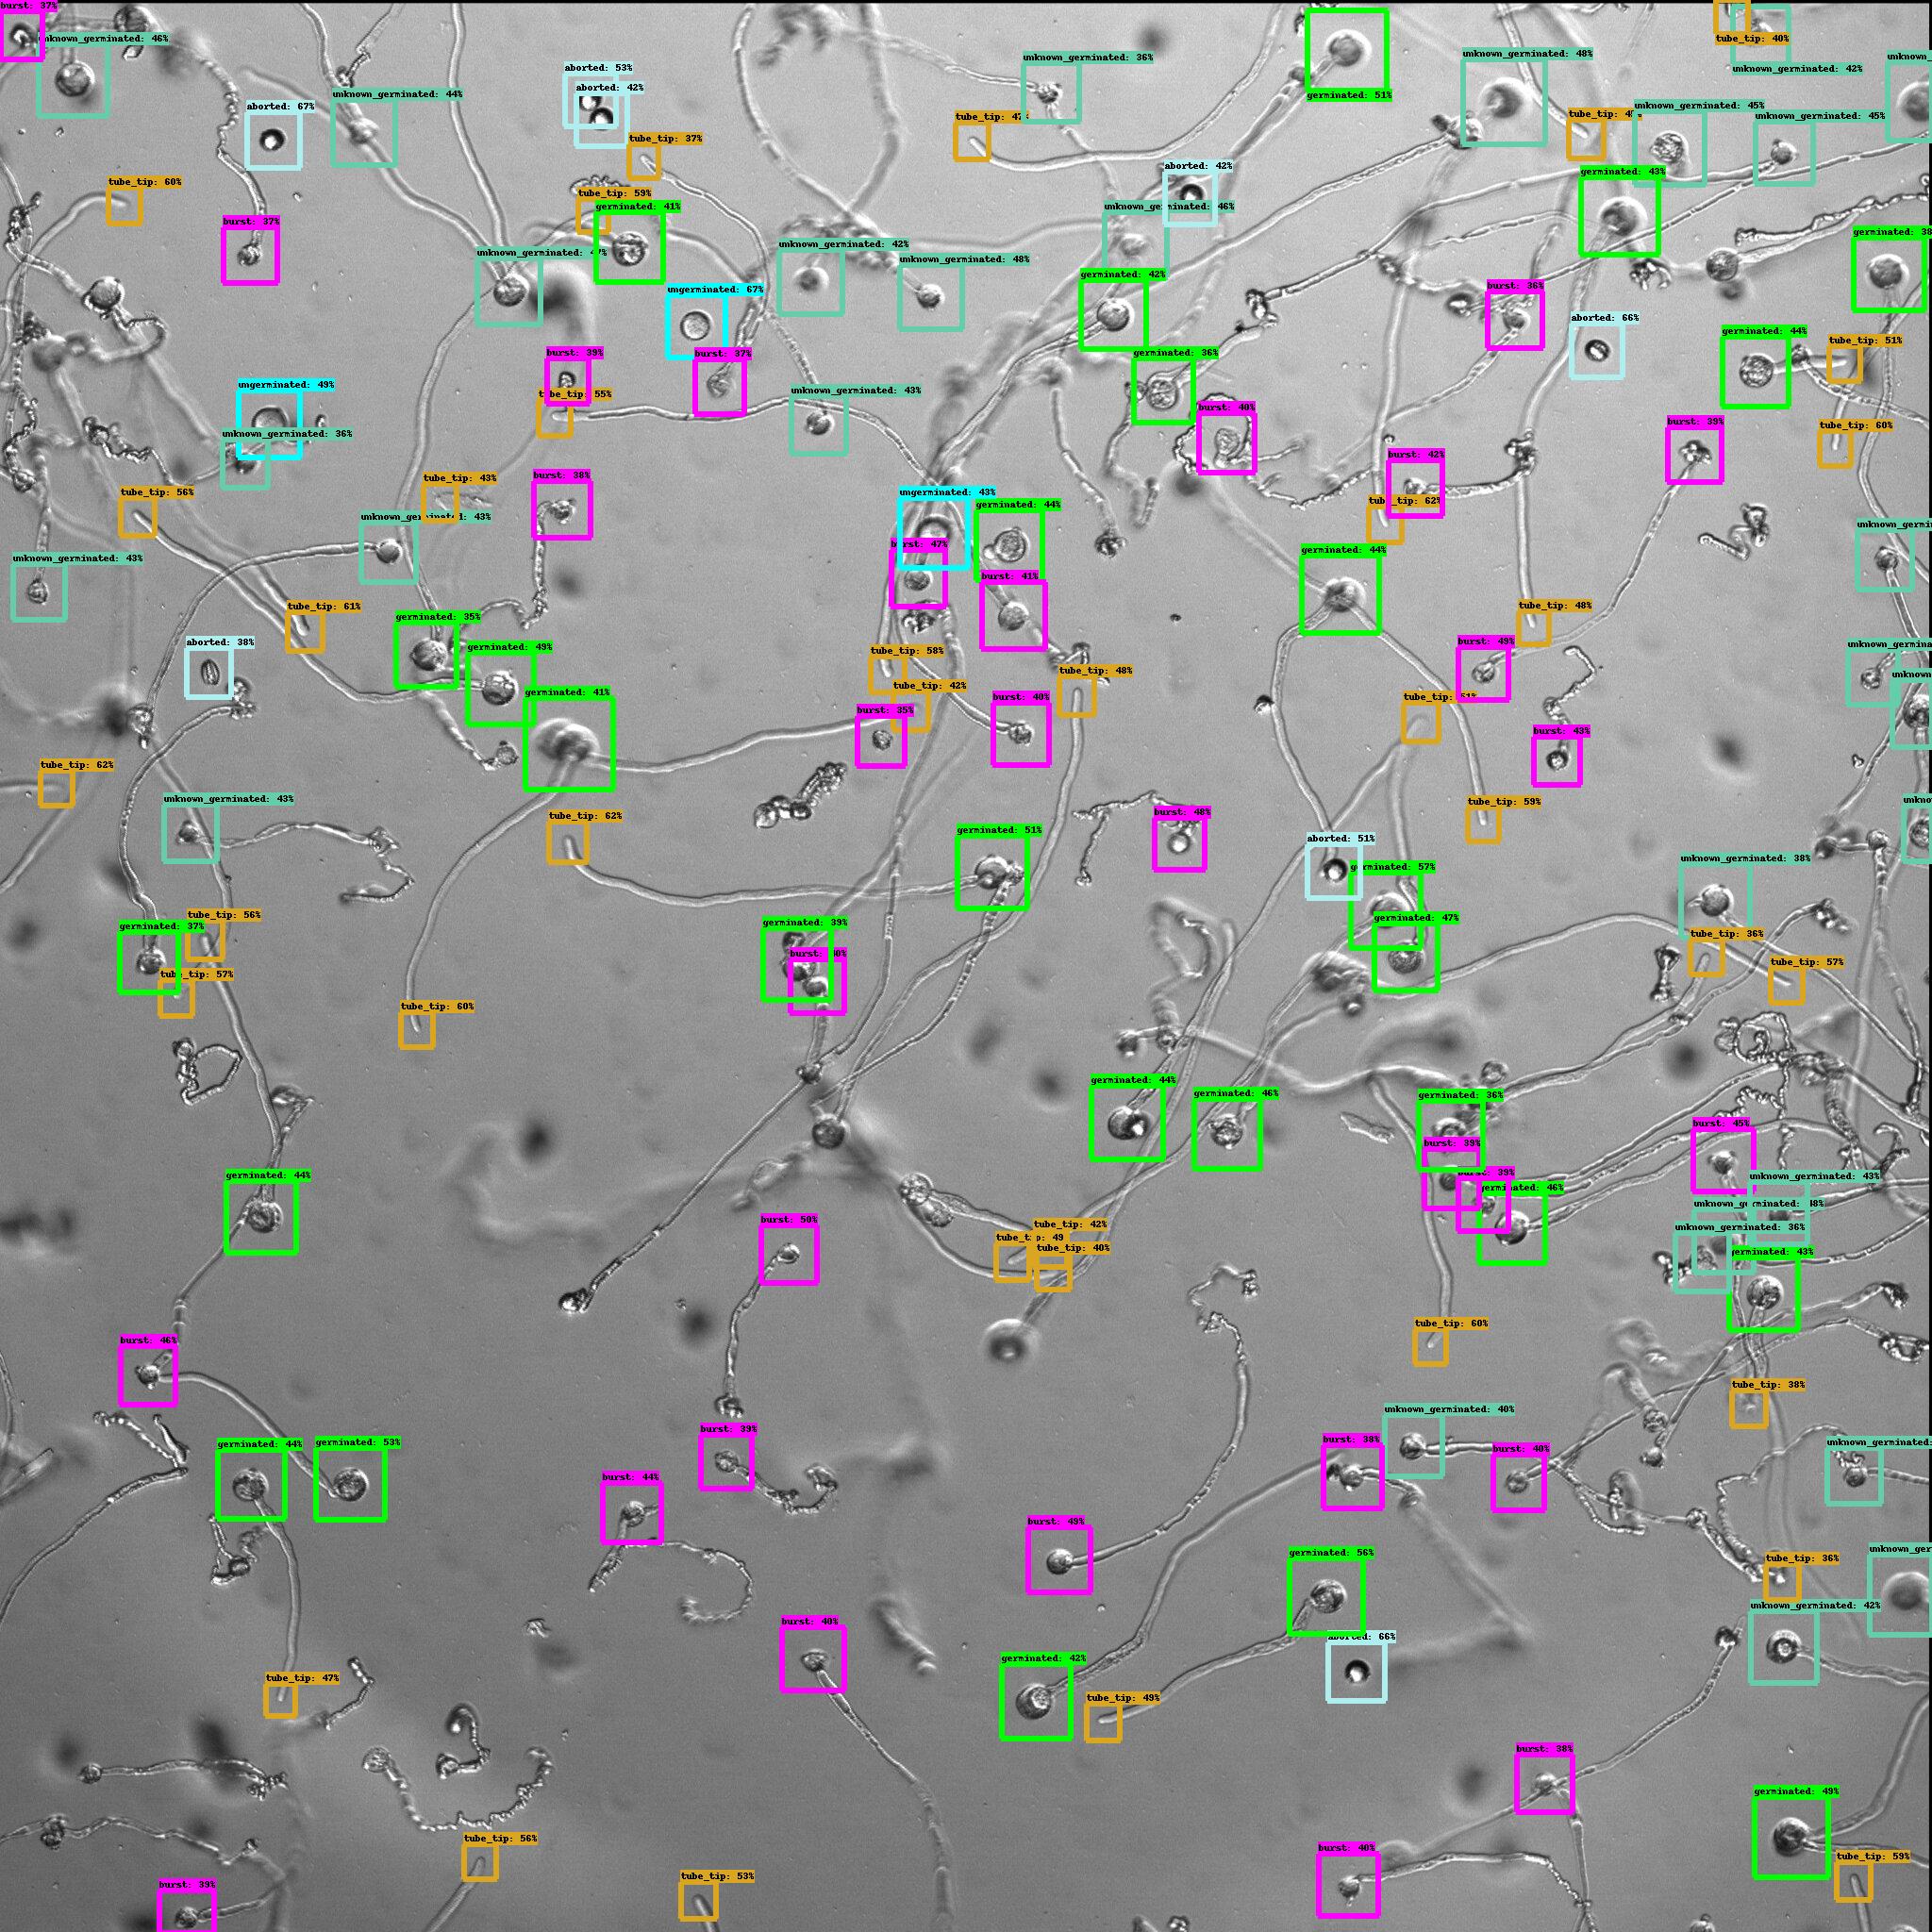 burst: 37%
unknown_germinated: 46%
aborted: 53%
unknown_germinated: 36%
germinated: 51%
unknown_germinated: 48%
tube_tip: 40%
unknown_germinated: 42%
aborted: 67%
unknown_germinated: 44%
aborted: 42%
tube_tip: 37%
unknown_germinated: 45%
unknown_germinated: 45%
tube_tip: 60%
tube_tip: 59%
germinated: 41%
aborted: 42%
germinated: 43%
burst: 37%
unknown_germinated: 42%
unknown_germinated: 48%
ungerminated: 67%
germinated: 42%
burst: 36%
aborted: 66%
burst: 39%
burst: 37%
germinated: 36%
germinated: 44%
tube_tip: 51%
ungerminated: 49%
unknown_germinated: 43%
burst: 40%
burst: 39%
tube_tip: 60%
unknown_germinated: 36%
burst: 42%
tube_tip: 43%
burst: 38%
tube_tip: 56%
ungerminated: 43%
germinated: 44%
unknown_germinated: 43%
burst: 41%
germinated: 44%
tube_tip: 61%
germinated: 35%
tube_tip: 48%
aborted: 38%
germinated: 49%
tube_tip: 58%
tube_tip: 48%
burst: 49%
germinated: 41%
tube_tip: 42%
burst: 40%
burst: 35%
burst: 43%
tube_tip: 62%
unknown_germinated: 43%
tube_tip: 62%
burst: 48%
tube_tip: 59%
germinated: 51%
aborted: 51%
germinated: 57%
unknown_germinated: 38%
tube_tip: 56%
germinated: 37%
germinated: 39%
germinated: 47%
tube_tip: 36%
tube_tip: 57%
tube_tip: 57%
tube_tip: 60%
germinated: 44%
germinated: 46%
germinated: 36%
burst: 45%
burst: 39%
germinated: 44%
unknown_germinated: 43%
burst: 50%
tube_tip: 42%
tube_tip: 40%
unknown_germinated: 36%
germinated: 43%
burst: 46%
tube_tip: 60%
tube_tip: 38%
germinated: 44%
germinated: 53%
burst: 39%
unknown_germinated: 40%
burst: 38%
burst: 40%
burst: 44%
burst: 49%
germinated: 56%
tube_tip: 36%
unknown_germinated: 42%
burst: 40%
aborted: 66%
germinated: 42%
tube_tip: 47%
tube_tip: 49%
burst: 38%
germinated: 49%
tube_tip: 56%
burst: 40%
tube_tip: 53%
tube_tip: 59%
burst: 39%